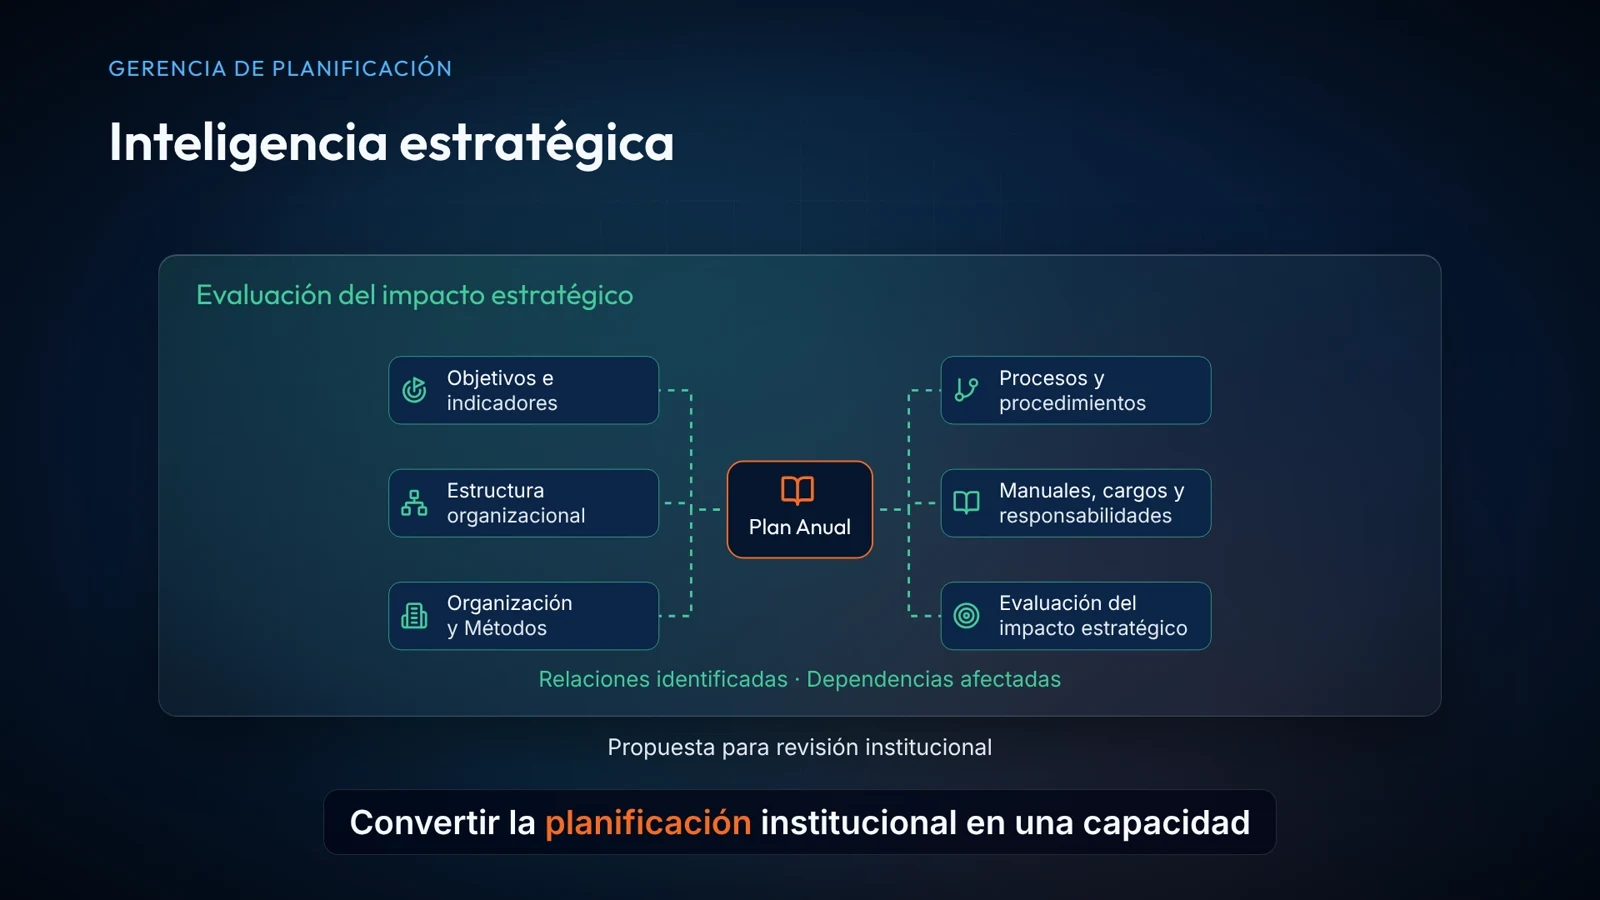 GERENCIA DE PLANIFICACIÓN
Inteligencia estratégica
Evaluación del impacto estratégico
Objetivos e
indicadores
Estructura
organizacional
Organización
y Métodos
Plan Anual
Procesos y
procedimientos
Manuales, cargos y
responsabilidades
Evaluación del
impacto estratégico
Relaciones identificadas · Dependencias afectadas
Propuesta para revisión institucional
Convertir la planificación institucional en una capacidad